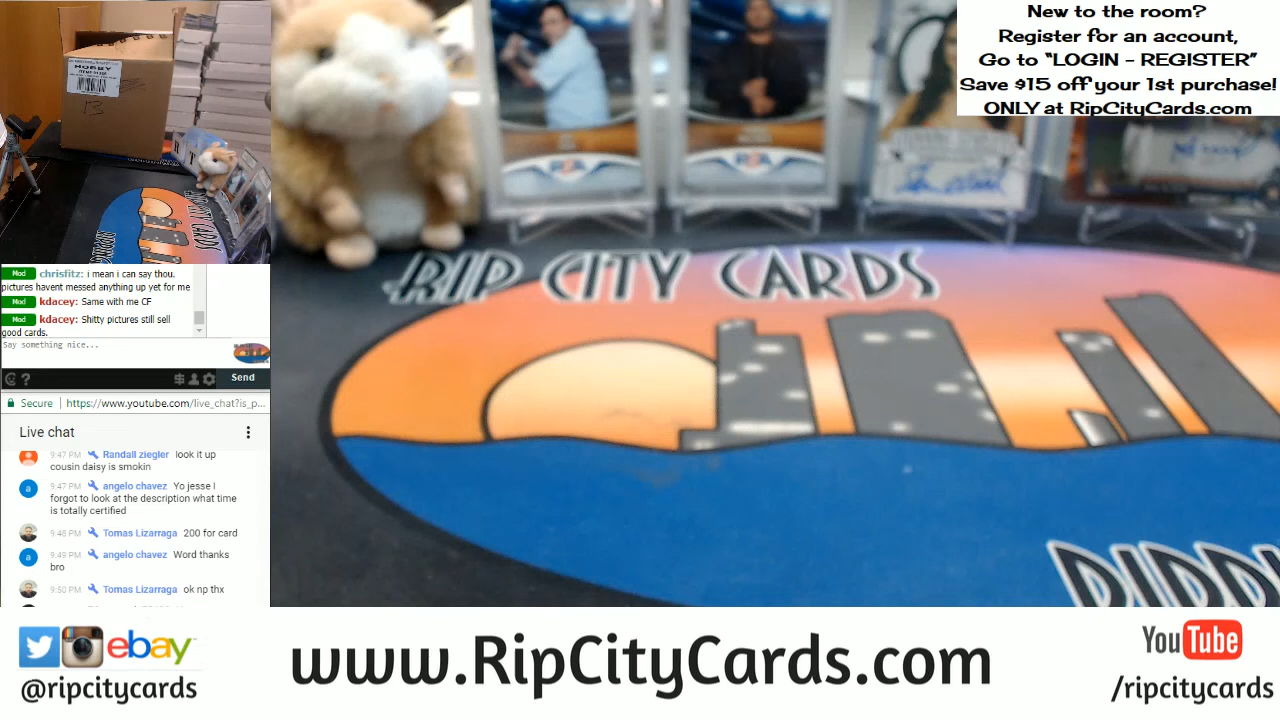 New to the room?
Register for an account,
Go to “LOGIN - REGISTER”
Save $15 off your 1st purchase!
ONLY at RipCityCards.com
HOBBY
13
RIP CITY CARDS
Mod chrisfitz: i mean i can say thou.
pictures havent messed anything up yet for me
Mod kdacey: Same with me CF
Mod kdacey: Shitty pictures still sell
good cards.
Say something nice...
Send
Secure https://www.youtube.com/live_chat?is_p...
Live chat
9:47 PM Randall ziegler look it up
cousin daisy is smokin
9:47 PM angelo chavez Yo jesse I
forgot to look at the description what time
is totally certified
9:48 PM Tomas Lizarraga 200 for card
9:49 PM angelo chavez Word thanks
bro
9:50 PM Tomas Lizarraga ok np thx
ebay
@ripcitycards
www.RipCityCards.com
YouTube
/ripcitycards